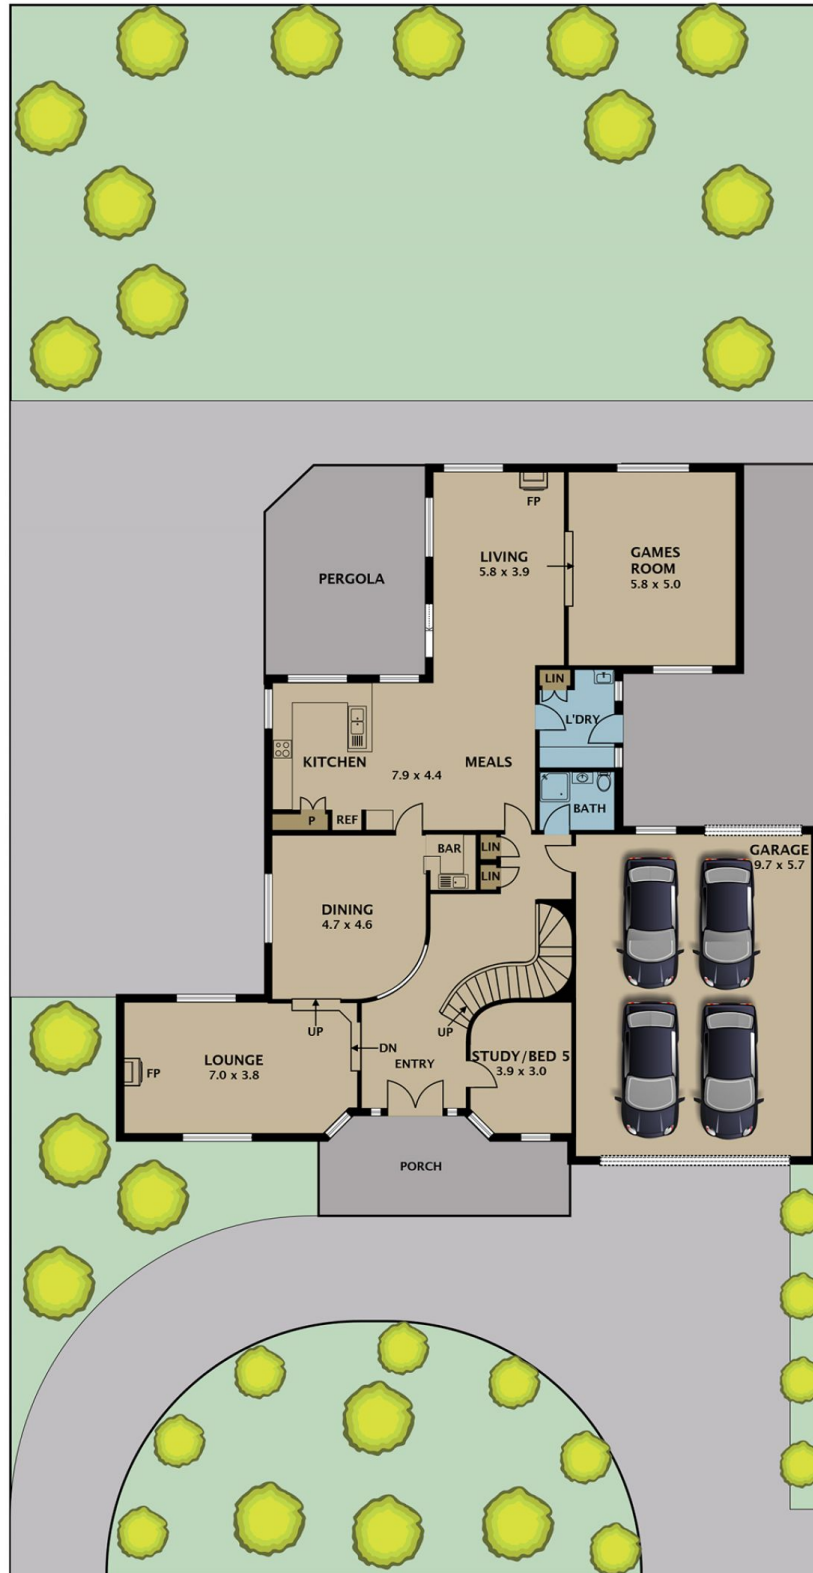 FP
LIVING
5.8 x 3.9
GAMES
ROOM
5.8 x 5.0
PERGOLA
LIN
L'DRY
KITCHEN
MEALS
7.9 x 4.4
BATH
P
REF
BAR
LIN
LIN
GARAGE
9.7 x 5.7
DINING
4.7 x 4.6
UP
UP
DN
LOUNGE
7.0 x 3.8
FP
ENTRY
STUDY/BED 5
3.9 x 3.0
PORCH